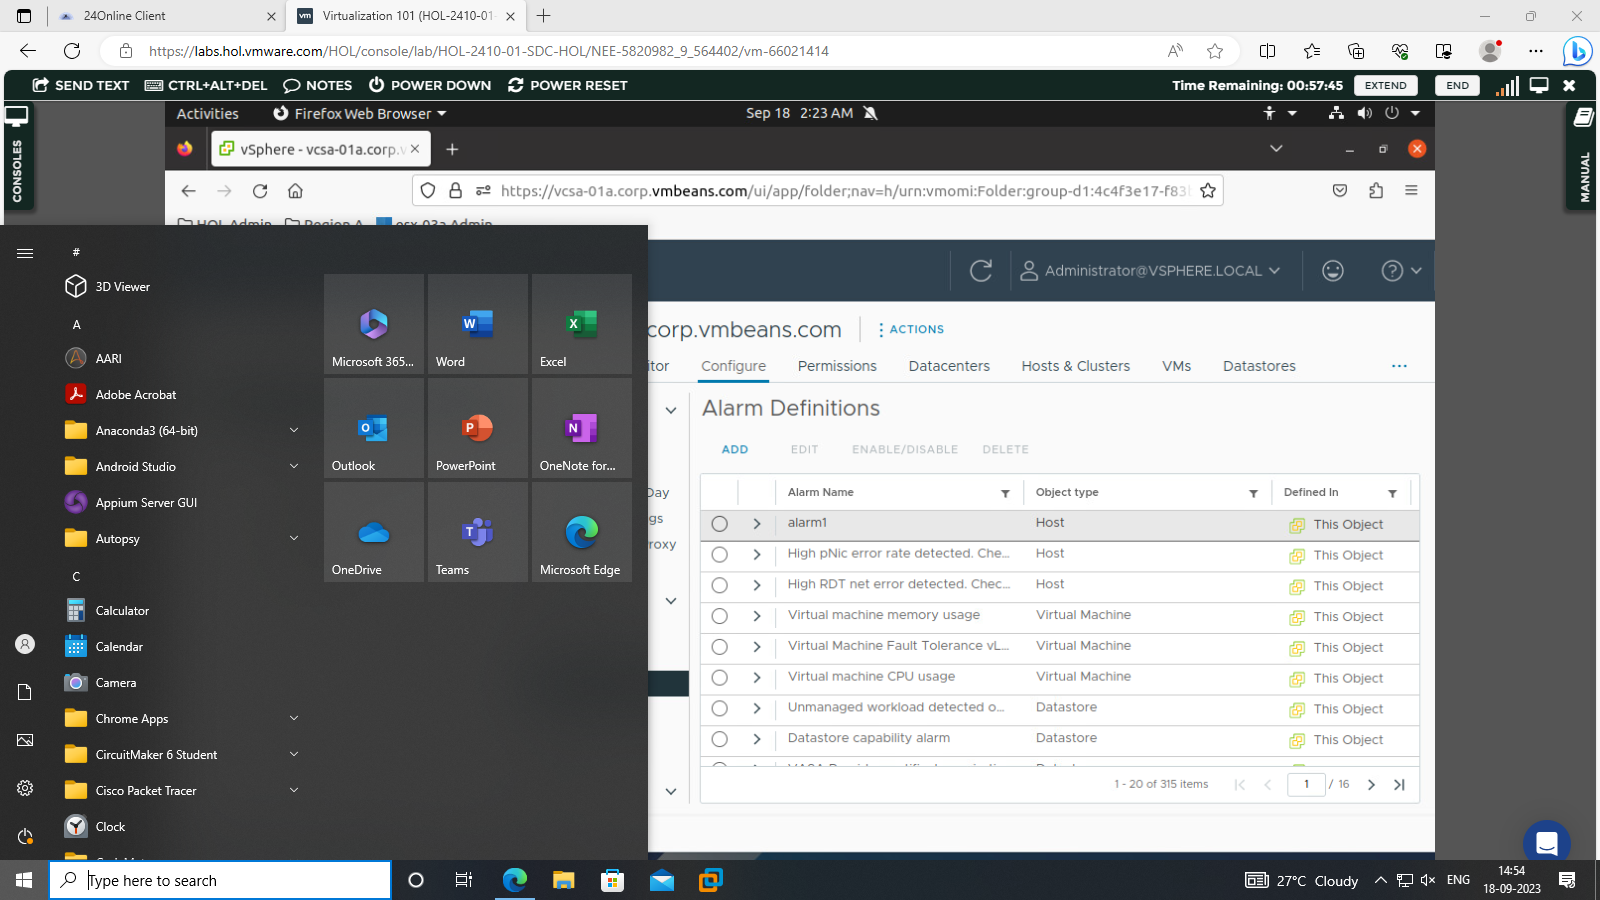 24Online Client
Virtualization 101 (HOL-2410-01-
https://labs.hol.vmware.com/HOL/console/lab/HOL-2410-01-SDC-HOL/NEE-5820982_9_564402/vm-66021414
SEND TEXT
CTRL+ALT+DEL
NOTES
POWER DOWN
POWER RESET
Time Remaining: 00:57:45
EXTEND
END
CONSOLES
MANUAL
Activities
Firefox Web Browser
Sep 18 2:23 AM
vSphere - vcsa-01a.corp.v
https://vcsa-01a.corp.vmbeans.com/ui/app/folder;nav=h/urn:vmomi:Folder:group-d1:4c4f3e17-f83
HOL Admin
Region A
esx-03a Admin
Administrator@VSPHERE.LOCAL
corp.vmbeans.com
ACTIONS
itor
Configure
Permissions
Datacenters
Hosts & Clusters
VMs
Datastores
Alarm Definitions
ADD
EDIT
ENABLE/DISABLE
DELETE
Day
gs
roxy
Alarm Name
Object type
Defined In
alarm1
Host
This Object
High pNic error rate detected. Che...
Host
This Object
High RDT net error detected. Chec...
Host
This Object
Virtual machine memory usage
Virtual Machine
This Object
Virtual Machine Fault Tolerance vL...
Virtual Machine
This Object
Virtual machine CPU usage
Virtual Machine
This Object
Unmanaged workload detected o...
Datastore
This Object
Datastore capability alarm
Datastore
This Object
1 - 20 of 315 items
1
/ 16
#
3D Viewer
A
AARI
Adobe Acrobat
Anaconda3 (64-bit)
Android Studio
Appium Server GUI
Autopsy
C
Calculator
Calendar
Camera
Chrome Apps
CircuitMaker 6 Student
Cisco Packet Tracer
Clock
Microsoft 365...
Word
Excel
Outlook
PowerPoint
OneNote for...
OneDrive
Teams
Microsoft Edge
Type here to search
27°C Cloudy
ENG
14:54
18-09-2023